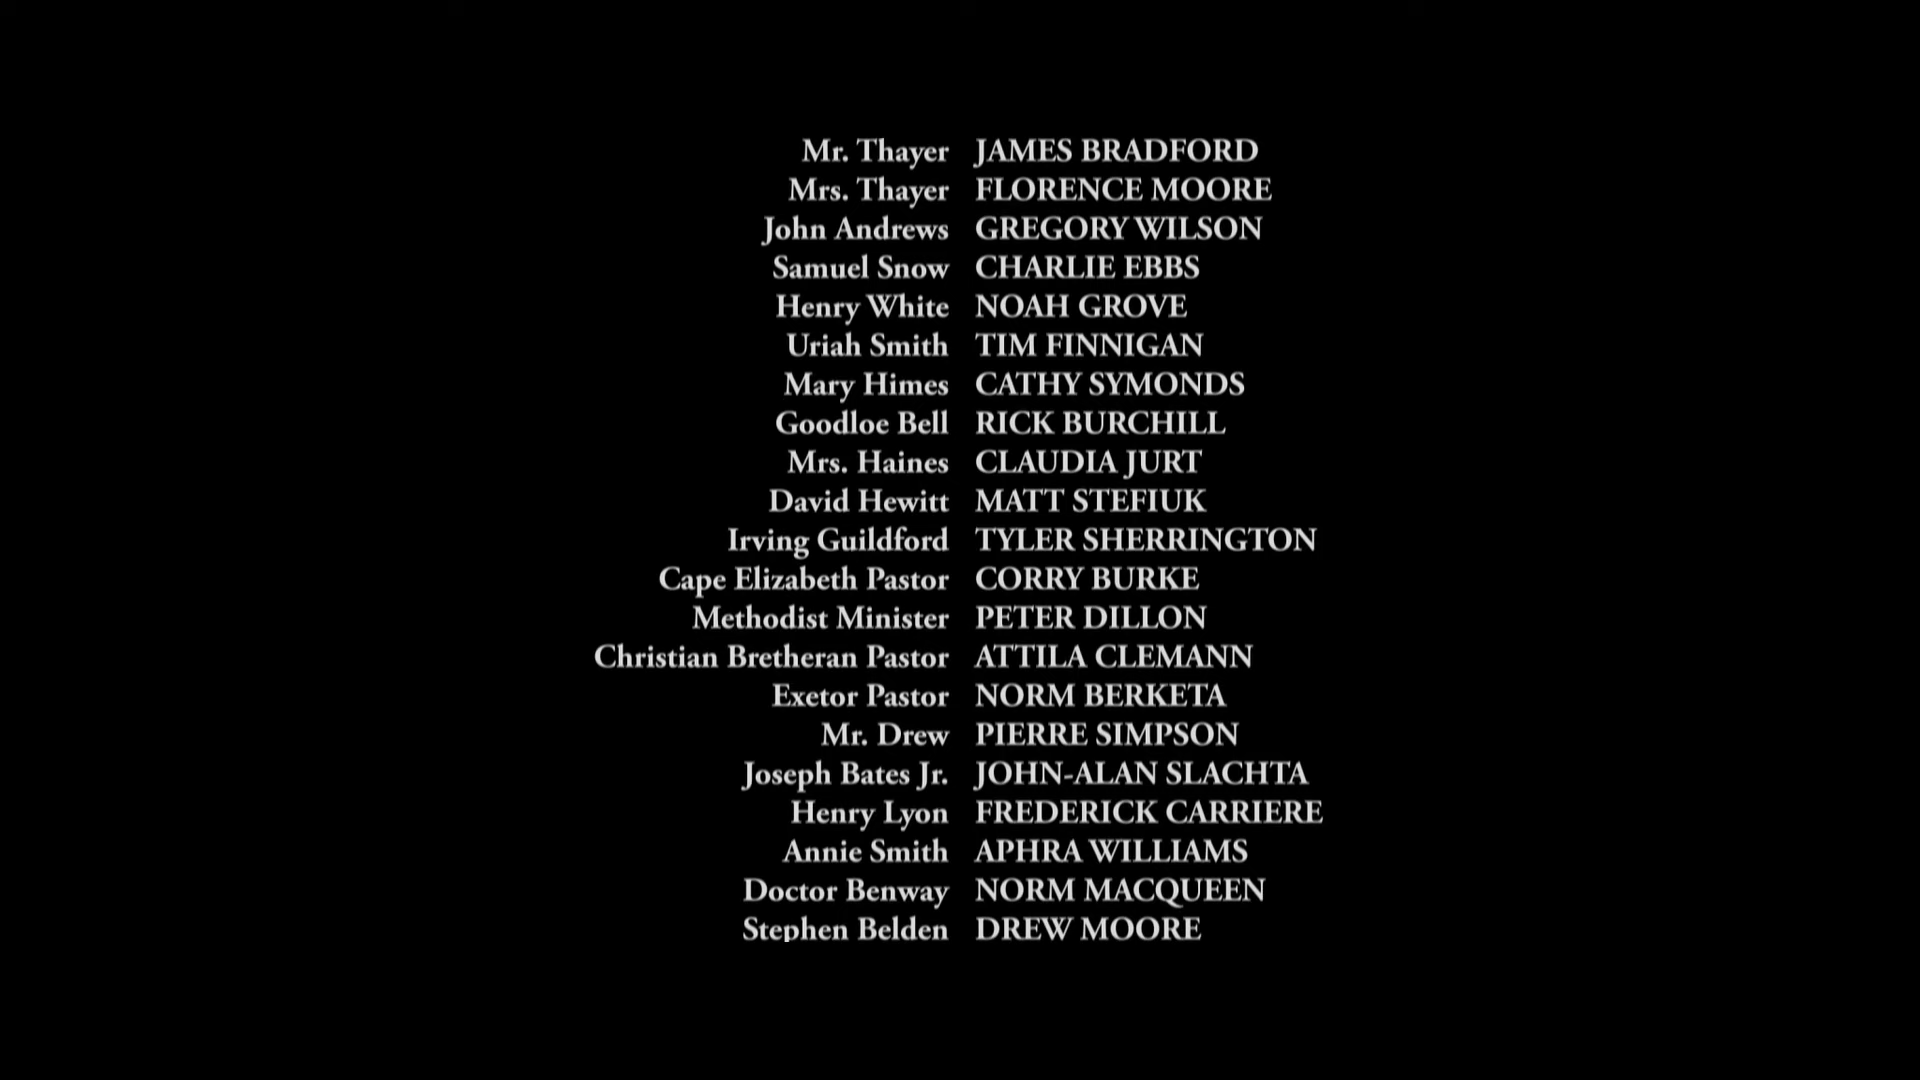 Mr. Thayer JAMES BRADFORD
Mrs. Thayer FLORENCE MOORE
John Andrews GREGORY WILSON
Samuel Snow CHARLIE EBBS
Henry White NOAH GROVE
Uriah Smith TIM FINNIGAN
Mary Himes CATHY SYMONDS
Goodloe Bell RICK BURCHILL
Mrs. Haines CLAUDIA JURT
David Hewitt MATT STEFIUK
Irving Guildford TYLER SHERRINGTON
Cape Elizabeth Pastor CORRY BURKE
Methodist Minister PETER DILLON
Christian Bretheran Pastor ATTILA CLEMANN
Exetor Pastor NORM BERKETA
Mr. Drew PIERRE SIMPSON
Joseph Bates Jr. JOHN-ALAN SLACHTA
Henry Lyon FREDERICK CARRIERE
Annie Smith APHRA WILLIAMS
Doctor Benway NORM MACQUEEN
Stephen Belden DREW MOORE